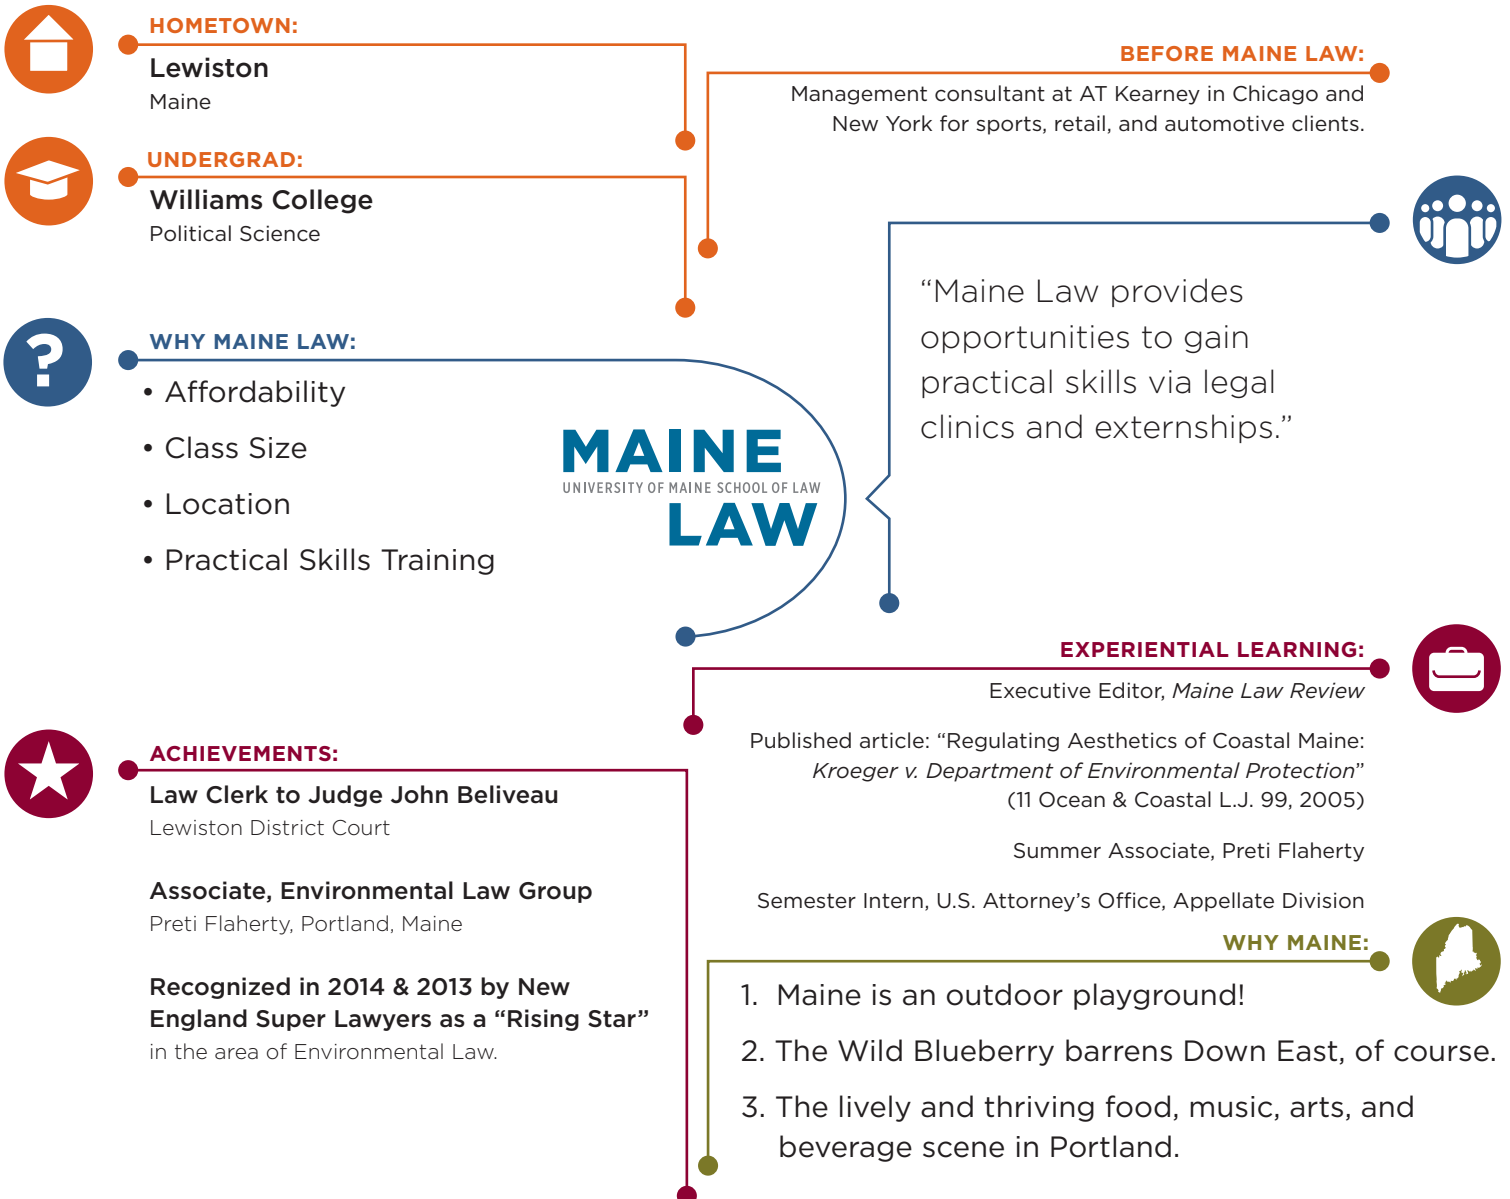 HOMETOWN:
Lewiston
Maine
UNDERGRAD:
Williams College
Political Science
BEFORE MAINE LAW:
Management consultant at AT Kearney in Chicago and
New York for sports, retail, and automotive clients.
WHY MAINE LAW:
• Affordability
• Class Size
• Location
• Practical Skills Training
MAINE
UNIVERSITY OF MAINE SCHOOL OF LAW
LAW
“Maine Law provides
opportunities to gain
practical skills via legal
clinics and externships.”
EXPERIENTIAL LEARNING:
Executive Editor, Maine Law Review
Published article: “Regulating Aesthetics of Coastal Maine:
Kroeger v. Department of Environmental Protection”
(11 Ocean & Coastal L.J. 99, 2005)
Summer Associate, Preti Flaherty
Semester Intern, U.S. Attorney’s Office, Appellate Division
ACHIEVEMENTS:
Law Clerk to Judge John Beliveau
Lewiston District Court
Associate, Environmental Law Group
Preti Flaherty, Portland, Maine
Recognized in 2014 & 2013 by New
England Super Lawyers as a “Rising Star”
in the area of Environmental Law.
WHY MAINE:
1. Maine is an outdoor playground!
2. The Wild Blueberry barrens Down East, of course.
3. The lively and thriving food, music, arts, and
beverage scene in Portland.